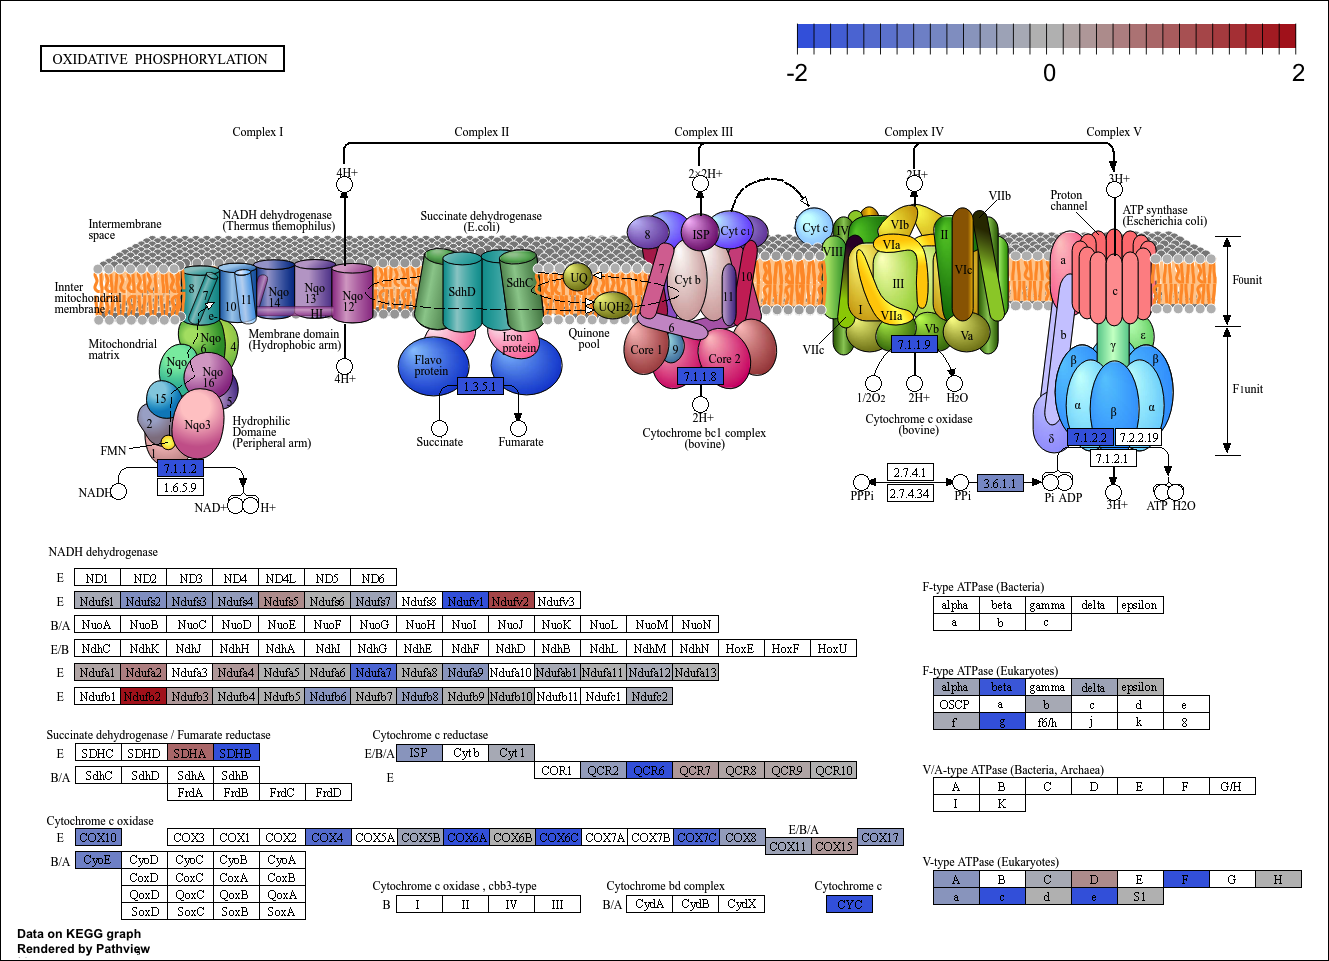 OXIDATIVE PHOSPHORYLATION
-2 0 2
Complex I Complex II Complex III Complex IV Complex V
4H+ 2×2H+ 2H+ 3H+
Intermembrane
space
NADH dehydrogenase
(Thermus themophilus)
Succinate dehydrogenase
(E.coli)
8 ISP Cyt c1 Cyt c IV VIII VIb VIa II VIIb
Proton
channel
ATP synthase
(Escherichia coli)
Innter
mitochondrial
membrane
8 7 e- 10 11 Nqo 14 Nqo 13 HI Nqo 12
SdhD SdhC UQ UQH2
7 Cyt b 10 11 6
III VIc I VIIa Vb Va VIIc
a c b
Founit
Mitochondrial
matrix
Nqo 6 4 Nqo 9 Nqo 16 15 5 2 Nqo3 1
Membrane domain
(Hydrophobic arm)
4H+
Flavo
protein
Iron
protein
Quinone
pool
Core 1 9 Core 2
γ ε β β α β α δ
F1unit
7.1.1.9
7.1.1.8
1.3.5.1
1/2O2 2H+ H2O
2H+
Hydrophilic
Domaine
(Peripheral arm)
FMN
Succinate Fumarate
Cytochrome bc1 complex
(bovine)
Cytochrome c oxidase
(bovine)
7.1.2.2 7.2.2.19
7.1.2.1
7.1.1.2
1.6.5.9
NADH NAD+ H+
PPPi 2.7.4.1 PPi 3.6.1.1 Pi ADP
2.7.4.34
3H+ ATP H2O
NADH dehydrogenase
E ND1 ND2 ND3 ND4 ND4L ND5 ND6
E Ndufs1 Ndufs2 Ndufs3 Ndufs4 Ndufs5 Ndufs6 Ndufs7 Ndufs8 Ndufv1 Ndufv2 Ndufv3
B/A NuoA NuoB NuoC NuoD NuoE NuoF NuoG NuoH NuoI NuoJ NuoK NuoL NuoM NuoN
E/B NdhC NdhK NdhJ NdhH NdhA NdhI NdhG NdhE NdhF NdhD NdhB NdhL NdhM NdhN HoxE HoxF HoxU
E Ndufa1 Ndufa2 Ndufa3 Ndufa4 Ndufa5 Ndufa6 Ndufa7 Ndufa8 Ndufa9 Ndufa10 Ndufab1 Ndufa11 Ndufa12 Ndufa13
E Ndufb1 Ndufb2 Ndufb3 Ndufb4 Ndufb5 Ndufb6 Ndufb7 Ndufb8 Ndufb9 Ndufb10 Ndufb11 Ndufc1 Ndufc2
Succinate dehydrogenase / Fumarate reductase
E SDHC SDHD SDHA SDHB
B/A SdhC SdhD SdhA SdhB
FrdA FrdB FrdC FrdD
Cytochrome c reductase
E/B/A ISP Cyt b Cyt 1
E COR1 QCR2 QCR6 QCR7 QCR8 QCR9 QCR10
Cytochrome c oxidase
E COX10 COX3 COX1 COX2 COX4 COX5A COX5B COX6A COX6B COX6C COX7A COX7B COX7C COX8
E/B/A
COX11 COX15 COX17
B/A CyoE CyoD CyoC CyoB CyoA
CoxD CoxC CoxA CoxB
QoxD QoxC QoxB QoxA
SoxD SoxC SoxB SoxA
Cytochrome c oxidase , cbb3-type
B I II IV III
Cytochrome bd complex
B/A CydA CydB CydX
Cytochrome c
CYC
F-type ATPase (Bacteria)
alpha beta gamma delta epsilon
a b c
F-type ATPase (Eukaryotes)
alpha beta gamma delta epsilon
OSCP a b c d e
f g f6/h j k 8
V/A-type ATPase (Bacteria, Archaea)
A B C D E F G/H
I K
V-type ATPase (Eukaryotes)
A B C D E F G H
a c d e S1
Data on KEGG graph
Rendered by Pathview